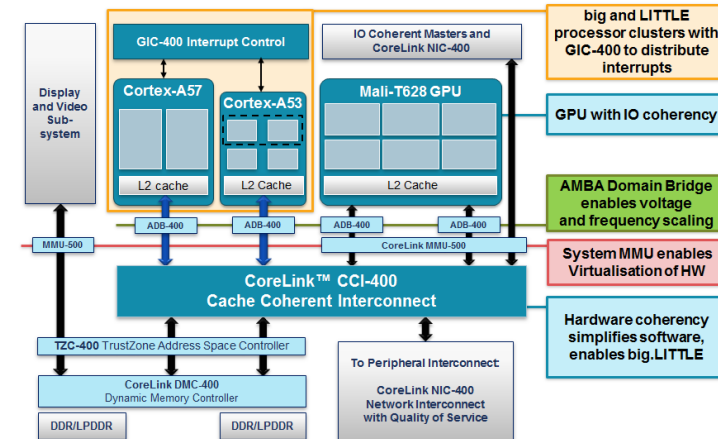 GIC-400 Interrupt Control
IO Coherent Masters and
CoreLink NIC-400
big and LITTLE
processor clusters with
GIC-400 to distribute
interrupts
Display
and Video
Sub-
system
Cortex-A57
Cortex-A53
Mali-T628 GPU
GPU with IO coherency
L2 cache
L2 Cache
L2 Cache
AMBA Domain Bridge
enables voltage
and frequency scaling
ADB-400
ADB-400
ADB-400
ADB-400
MMU-500
CoreLink MMU-500
System MMU enables
Virtualisation of HW
CoreLink™ CCI-400
Cache Coherent Interconnect
Hardware coherency
simplifies software,
enables big.LITTLE
TZC-400 TrustZone Address Space Controller
To Peripheral Interconnect:
CoreLink NIC-400
Network Interconnect
with Quality of Service
CoreLink DMC-400
Dynamic Memory Controller
DDR/LPDDR
DDR/LPDDR